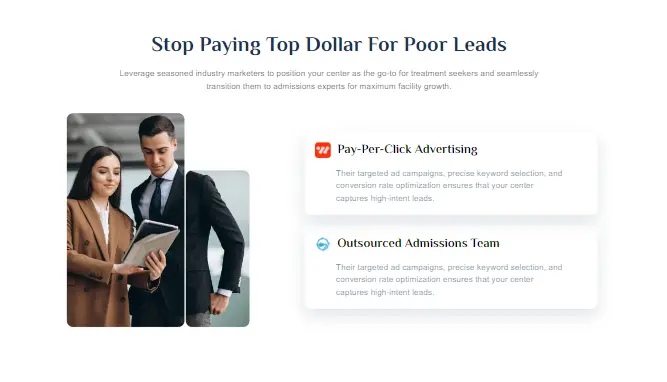 Stop Paying Top Dollar For Poor Leads
Leverage seasoned industry marketers to position your center as the go-to for treatment seekers and seamlessly
transition them to admissions experts for maximum facility growth.
Pay-Per-Click Advertising
Their targeted ad campaigns, precise keyword selection, and
conversion rate optimization ensures that your center
captures high-intent leads.
Outsourced Admissions Team
Their targeted ad campaigns, precise keyword selection, and
conversion rate optimization ensures that your center
captures high-intent leads.